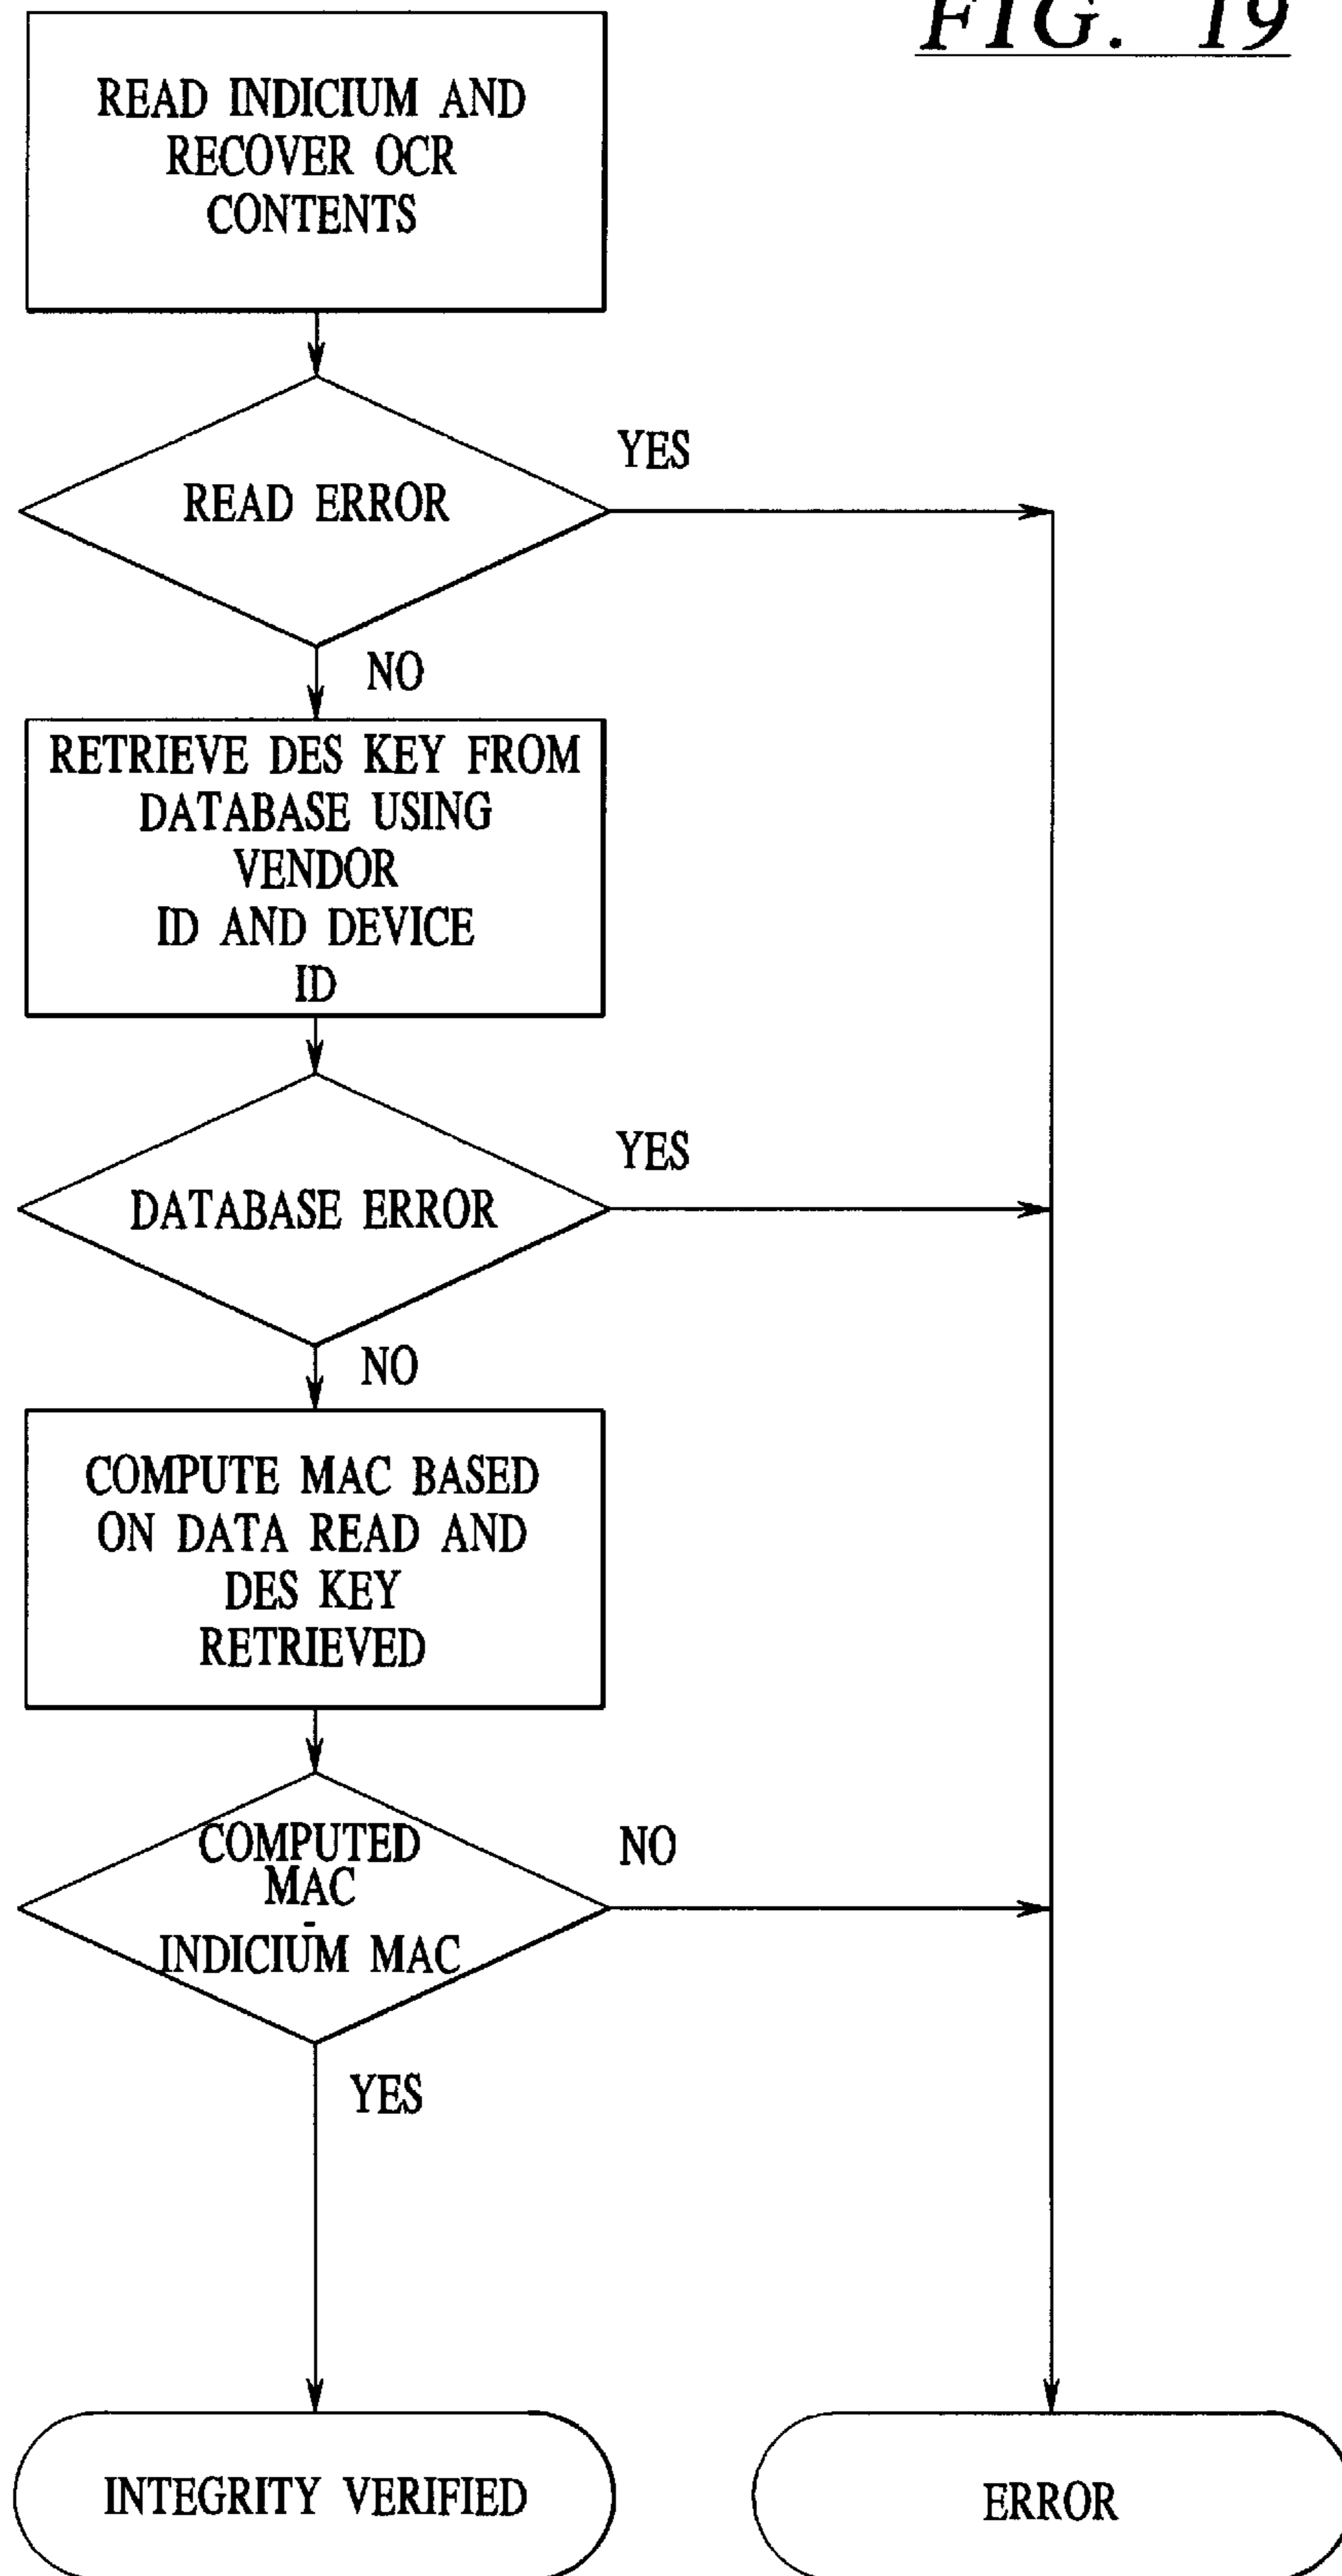 FIG. 19
READ INDICIUM AND
RECOVER OCR
CONTENTS
READ ERROR
YES
NO
RETRIEVE DES KEY FROM
DATABASE USING
VENDOR
ID AND DEVICE
ID
DATABASE ERROR
YES
NO
COMPUTE MAC BASED
ON DATA READ AND
DES KEY
RETRIEVED
COMPUTED
MAC
-
INDICIUM MAC
NO
YES
INTEGRITY VERIFIED
ERROR